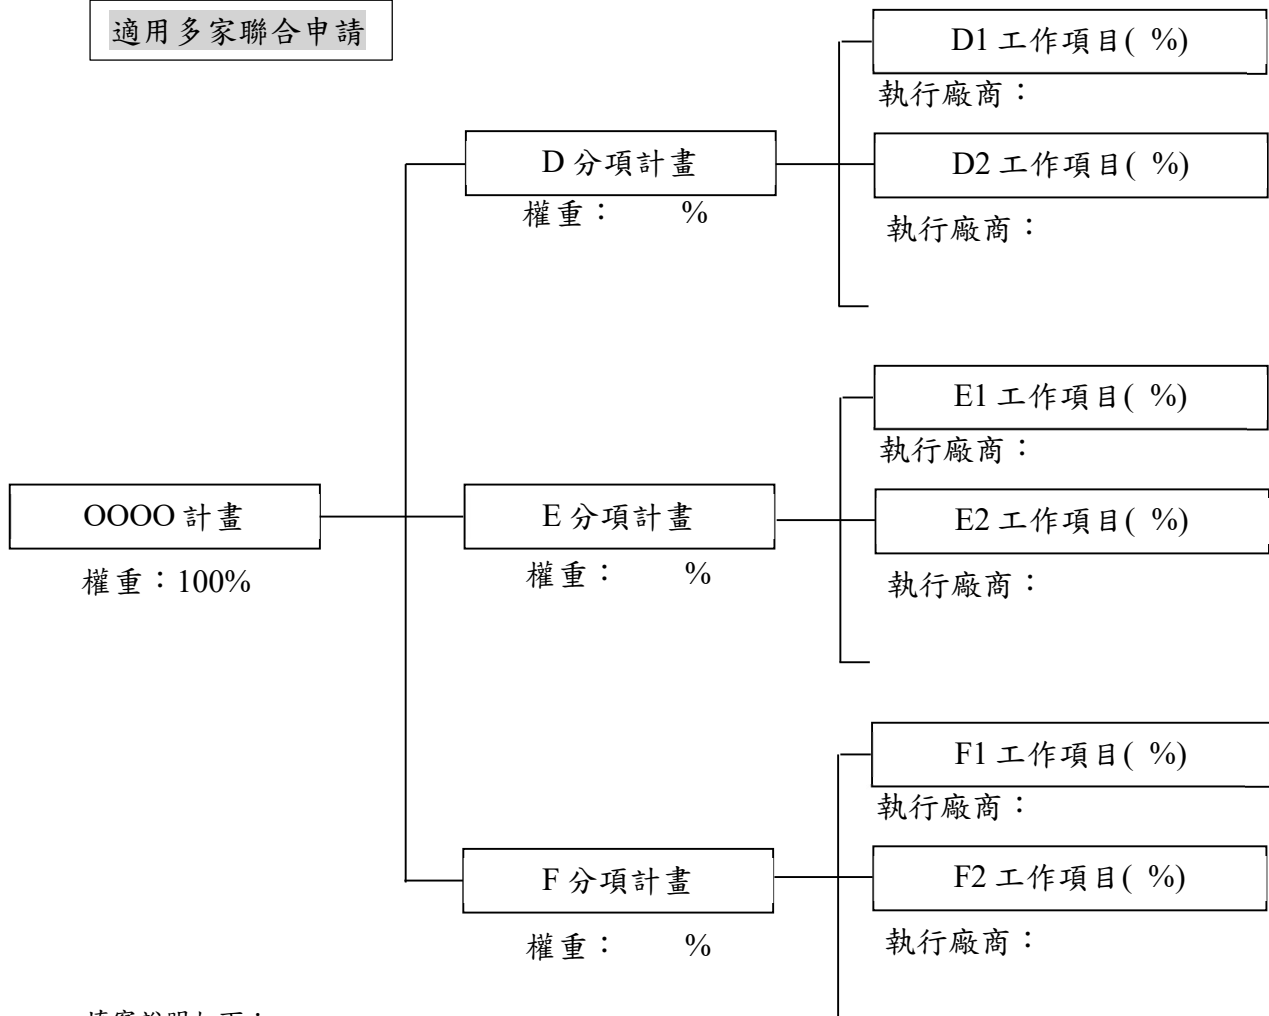 適用多家聯合申請
D1 工作項目( %)
執行廠商：
D 分項計畫
權重： %
D2 工作項目( %)
執行廠商：
E1 工作項目( %)
執行廠商：
OOOO 計畫
權重：100%
E 分項計畫
權重： %
E2 工作項目( %)
執行廠商：
F1 工作項目( %)
執行廠商：
F 分項計畫
權重： %
F2 工作項目( %)
執行廠商：